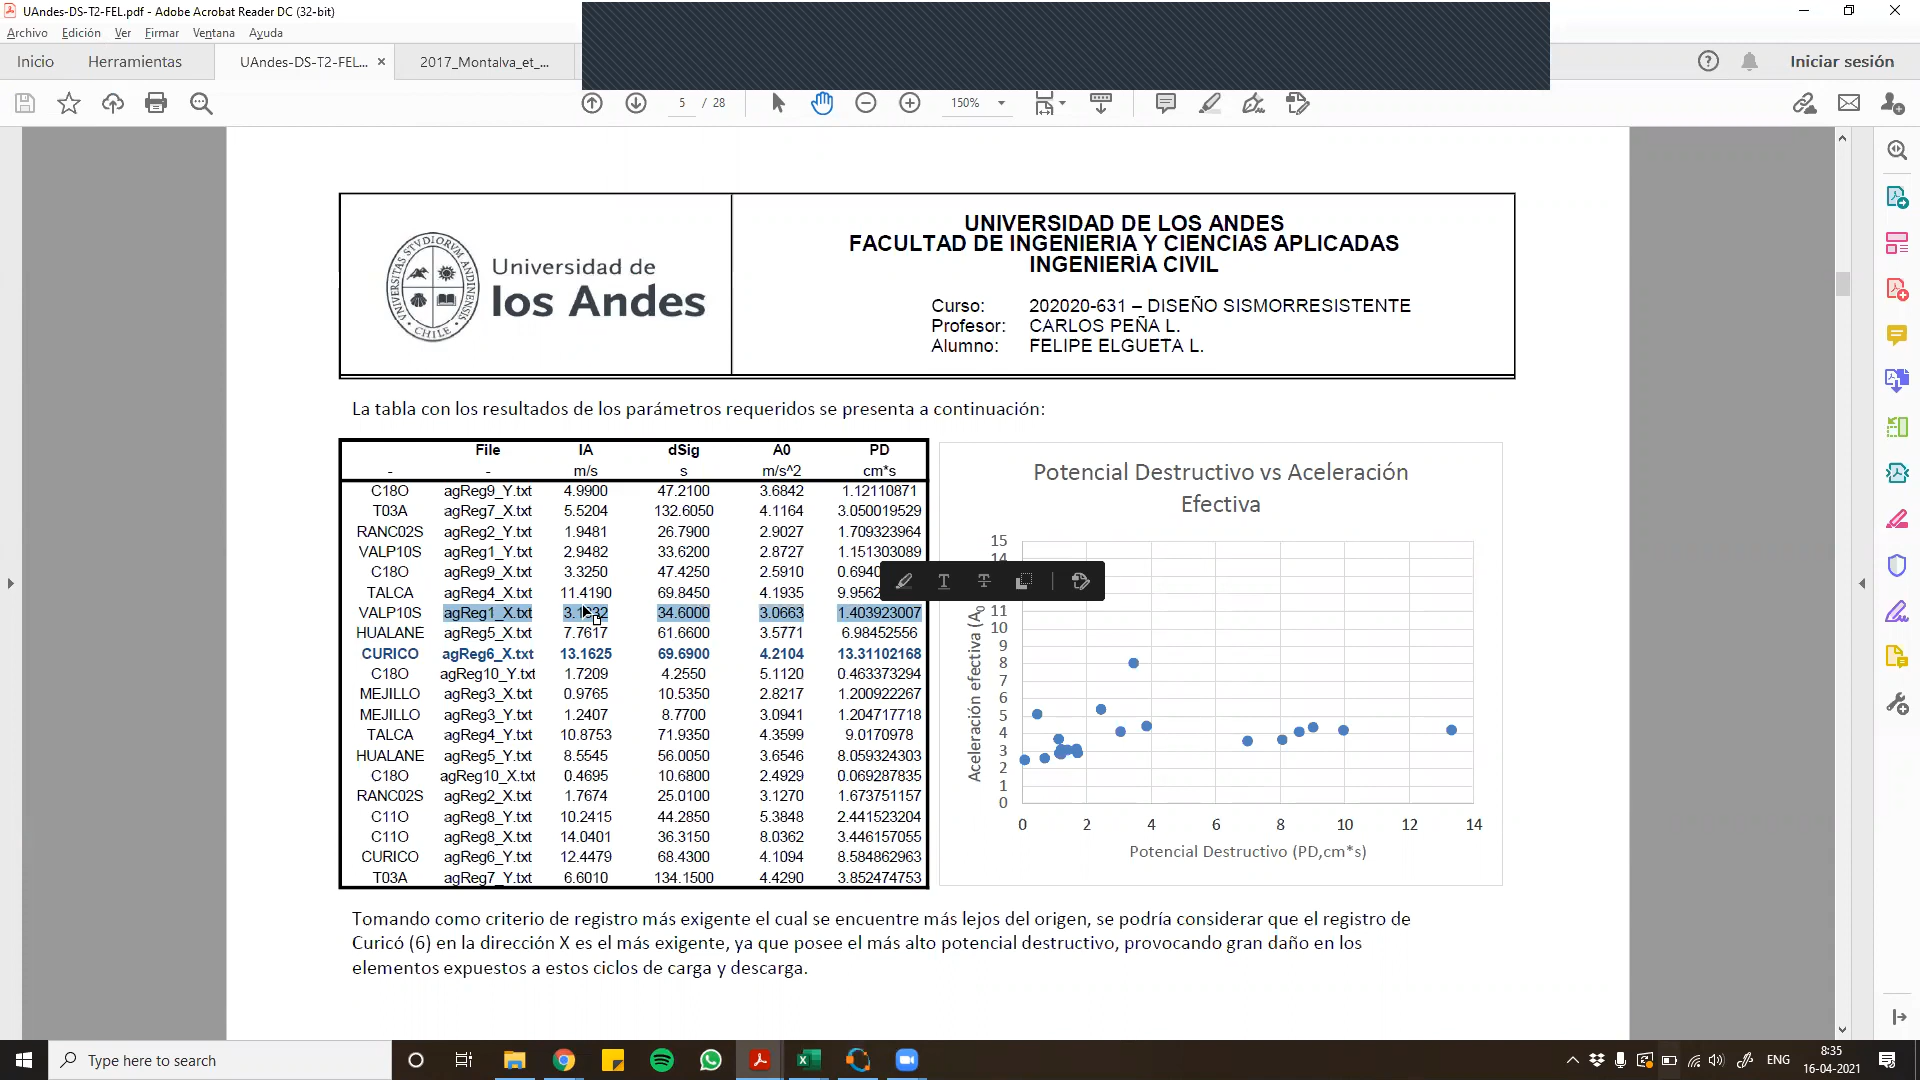 UAndes-DS-T2-FEL.pdf - Adobe Acrobat Reader DC (32-bit)
Archivo Edición Ver Firmar Ventana Ayuda
Inicio Herramientas UAndes-DS-T2-FEL... × 2017_Montalva_et_... Iniciar sesión
5 / 28 150%
UNIVERSIDAD DE LOS ANDES
FACULTAD DE INGENIERIA Y CIENCIAS APLICADAS
INGENIERÍA CIVIL
Universidad de
los Andes
Curso: 202020-631 – DISEÑO SISMORRESISTENTE
Profesor: CARLOS PEÑA L.
Alumno: FELIPE ELGUETA L.
La tabla con los resultados de los parámetros requeridos se presenta a continuación:
File IA dSig A0 PD
- - m/s s m/s^2 cm*s
C18O agReg9_Y.txt 4.9900 47.2100 3.6842 1.12110871
T03A agReg7_X.txt 5.5204 132.6050 4.1164 3.050019529
RANC02S agReg2_Y.txt 1.9481 26.7900 2.9027 1.709323964
VALP10S agReg1_Y.txt 2.9482 33.6200 2.8727 1.151303089
C18O agReg9_X.txt 3.3250 47.4250 2.5910 0.6940
TALCA agReg4_X.txt 11.4190 69.8450 4.1935 9.9562
VALP10S agReg1_X.txt 34.6000 3.0663 1.403923007
HUALANE agReg5_X.txt 7.7617 61.6600 3.5771 6.98452556
CURICO agReg6_X.txt 13.1625 69.6900 4.2104 13.31102168
C18O agReg10_Y.txt 1.7209 4.2550 5.1120 0.463373294
MEJILLO agReg3_X.txt 0.9765 10.5350 2.8217 1.200922267
MEJILLO agReg3_Y.txt 1.2407 8.7700 3.0941 1.204717718
TALCA agReg4_Y.txt 10.8753 71.9350 4.3599 9.0170978
HUALANE agReg5_Y.txt 8.5545 56.0050 3.6546 8.059324303
C18O agReg10_X.txt 0.4695 10.6800 2.4929 0.069287835
RANC02S agReg2_X.txt 1.7674 25.0100 3.1270 1.673751157
C11O agReg8_Y.txt 10.2415 44.2850 5.3848 2.441523204
C11O agReg8_X.txt 14.0401 36.3150 8.0362 3.446157055
CURICO agReg6_Y.txt 12.4479 68.4300 4.1094 8.584862963
T03A agReg7_Y.txt 6.6010 134.1500 4.4290 3.852474753
Potencial Destructivo vs Aceleración
Efectiva
Aceleración efectiva (A0
15
14
11
10
9
8
7
6
5
4
3
2
1
0
0 2 4 6 8 10 12 14
Potencial Destructivo (PD,cm*s)
Tomando como criterio de registro más exigente el cual se encuentre más lejos del origen, se podría considerar que el registro de
Curicó (6) en la dirección X es el más exigente, ya que posee el más alto potencial destructivo, provocando gran daño en los
elementos expuestos a estos ciclos de carga y descarga.
Type here to search
ENG
8:35
16-04-2021